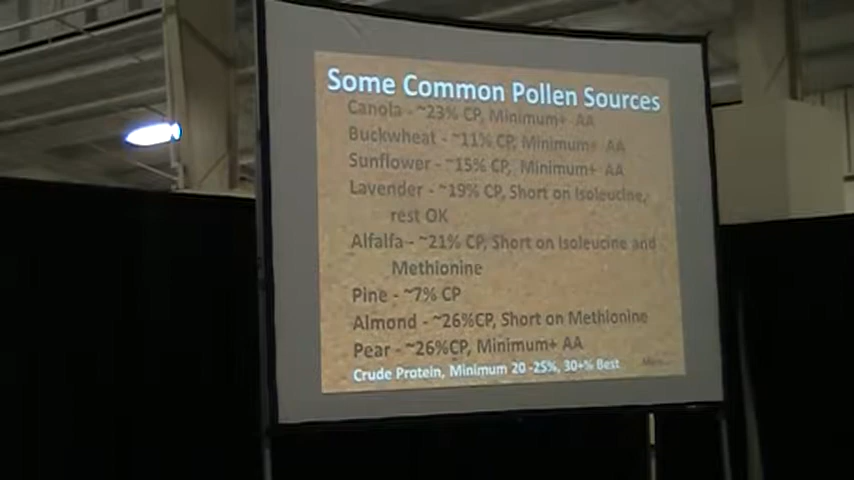 Some Common Pollen Sources
Canola - ~23% CP, Minimum+ AA
Buckwheat - ~11% CP, Minimum+ AA
Sunflower - ~15% CP, Minimum+ AA
Lavender - ~19% CP, Short on Isoleucine,
rest OK
Alfalfa - ~21% CP, Short on Isoleucine and
Methionine
Pine - ~7% CP
Almond - ~26%CP, Short on Methionine
Pear - ~26%CP, Minimum+ AA
Crude Protein, Minimum 20 -25%, 30+% Best